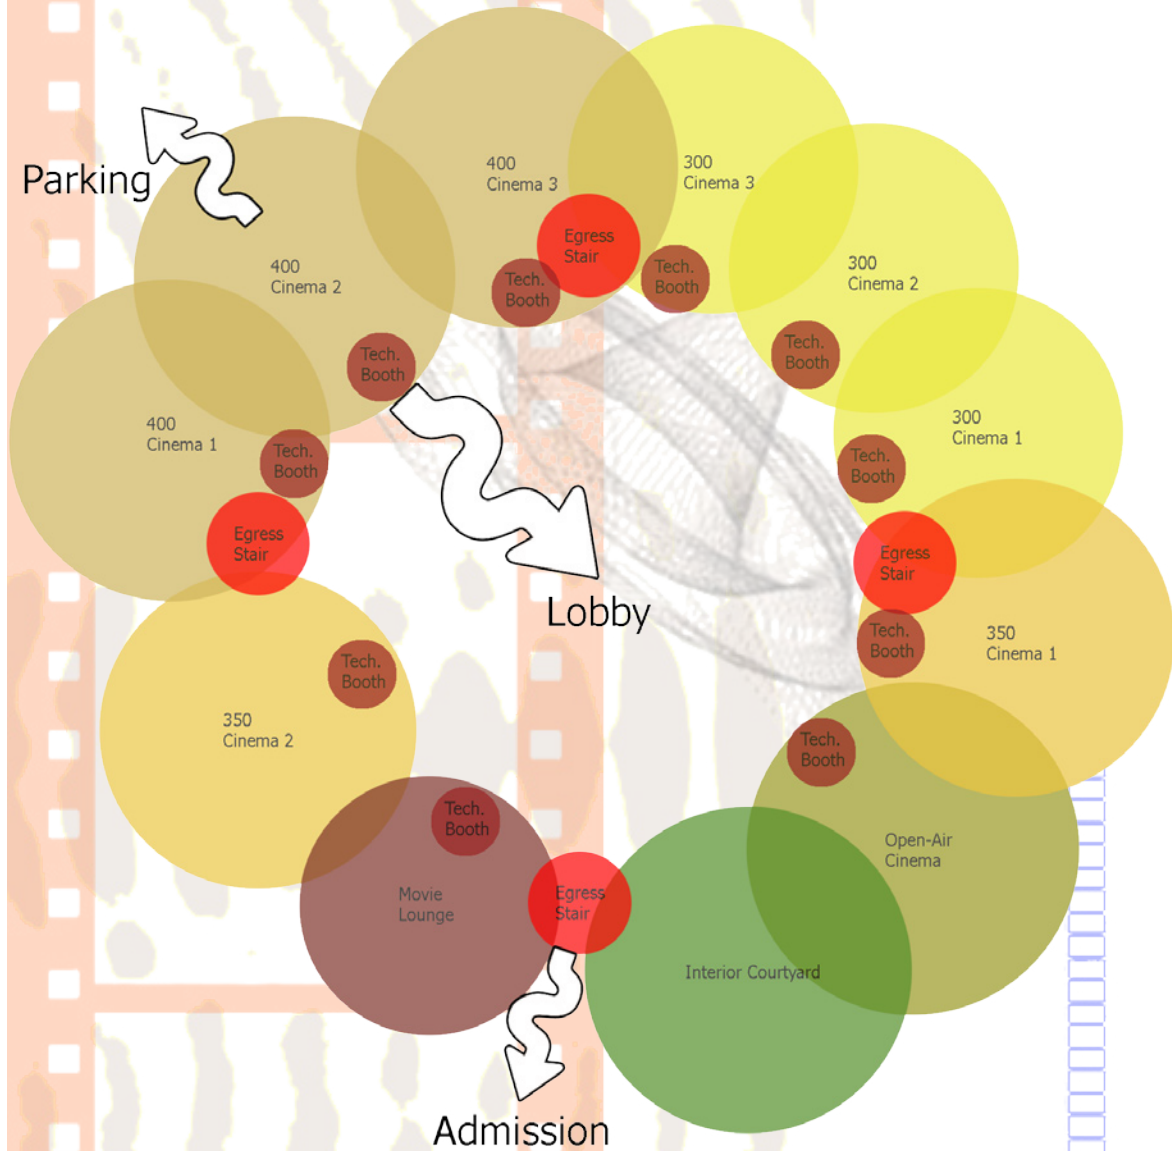 400
Cinema 3
300
Cinema 3
Parking
Egress
Stair
400
Cinema 2
300
Cinema 2
Tech.
Booth
Tech.
Booth
Tech.
Booth
Tech.
Booth
400
Cinema 1
300
Cinema 1
Tech.
Booth
Tech.
Booth
Egress
Stair
Egress
Stair
Lobby
Tech.
Booth
350
Cinema 1
Tech.
Booth
350
Cinema 2
Tech.
Booth
Tech.
Booth
Open-Air
Cinema
Movie
Lounge
Egress
Stair
Interior Courtyard
Admission